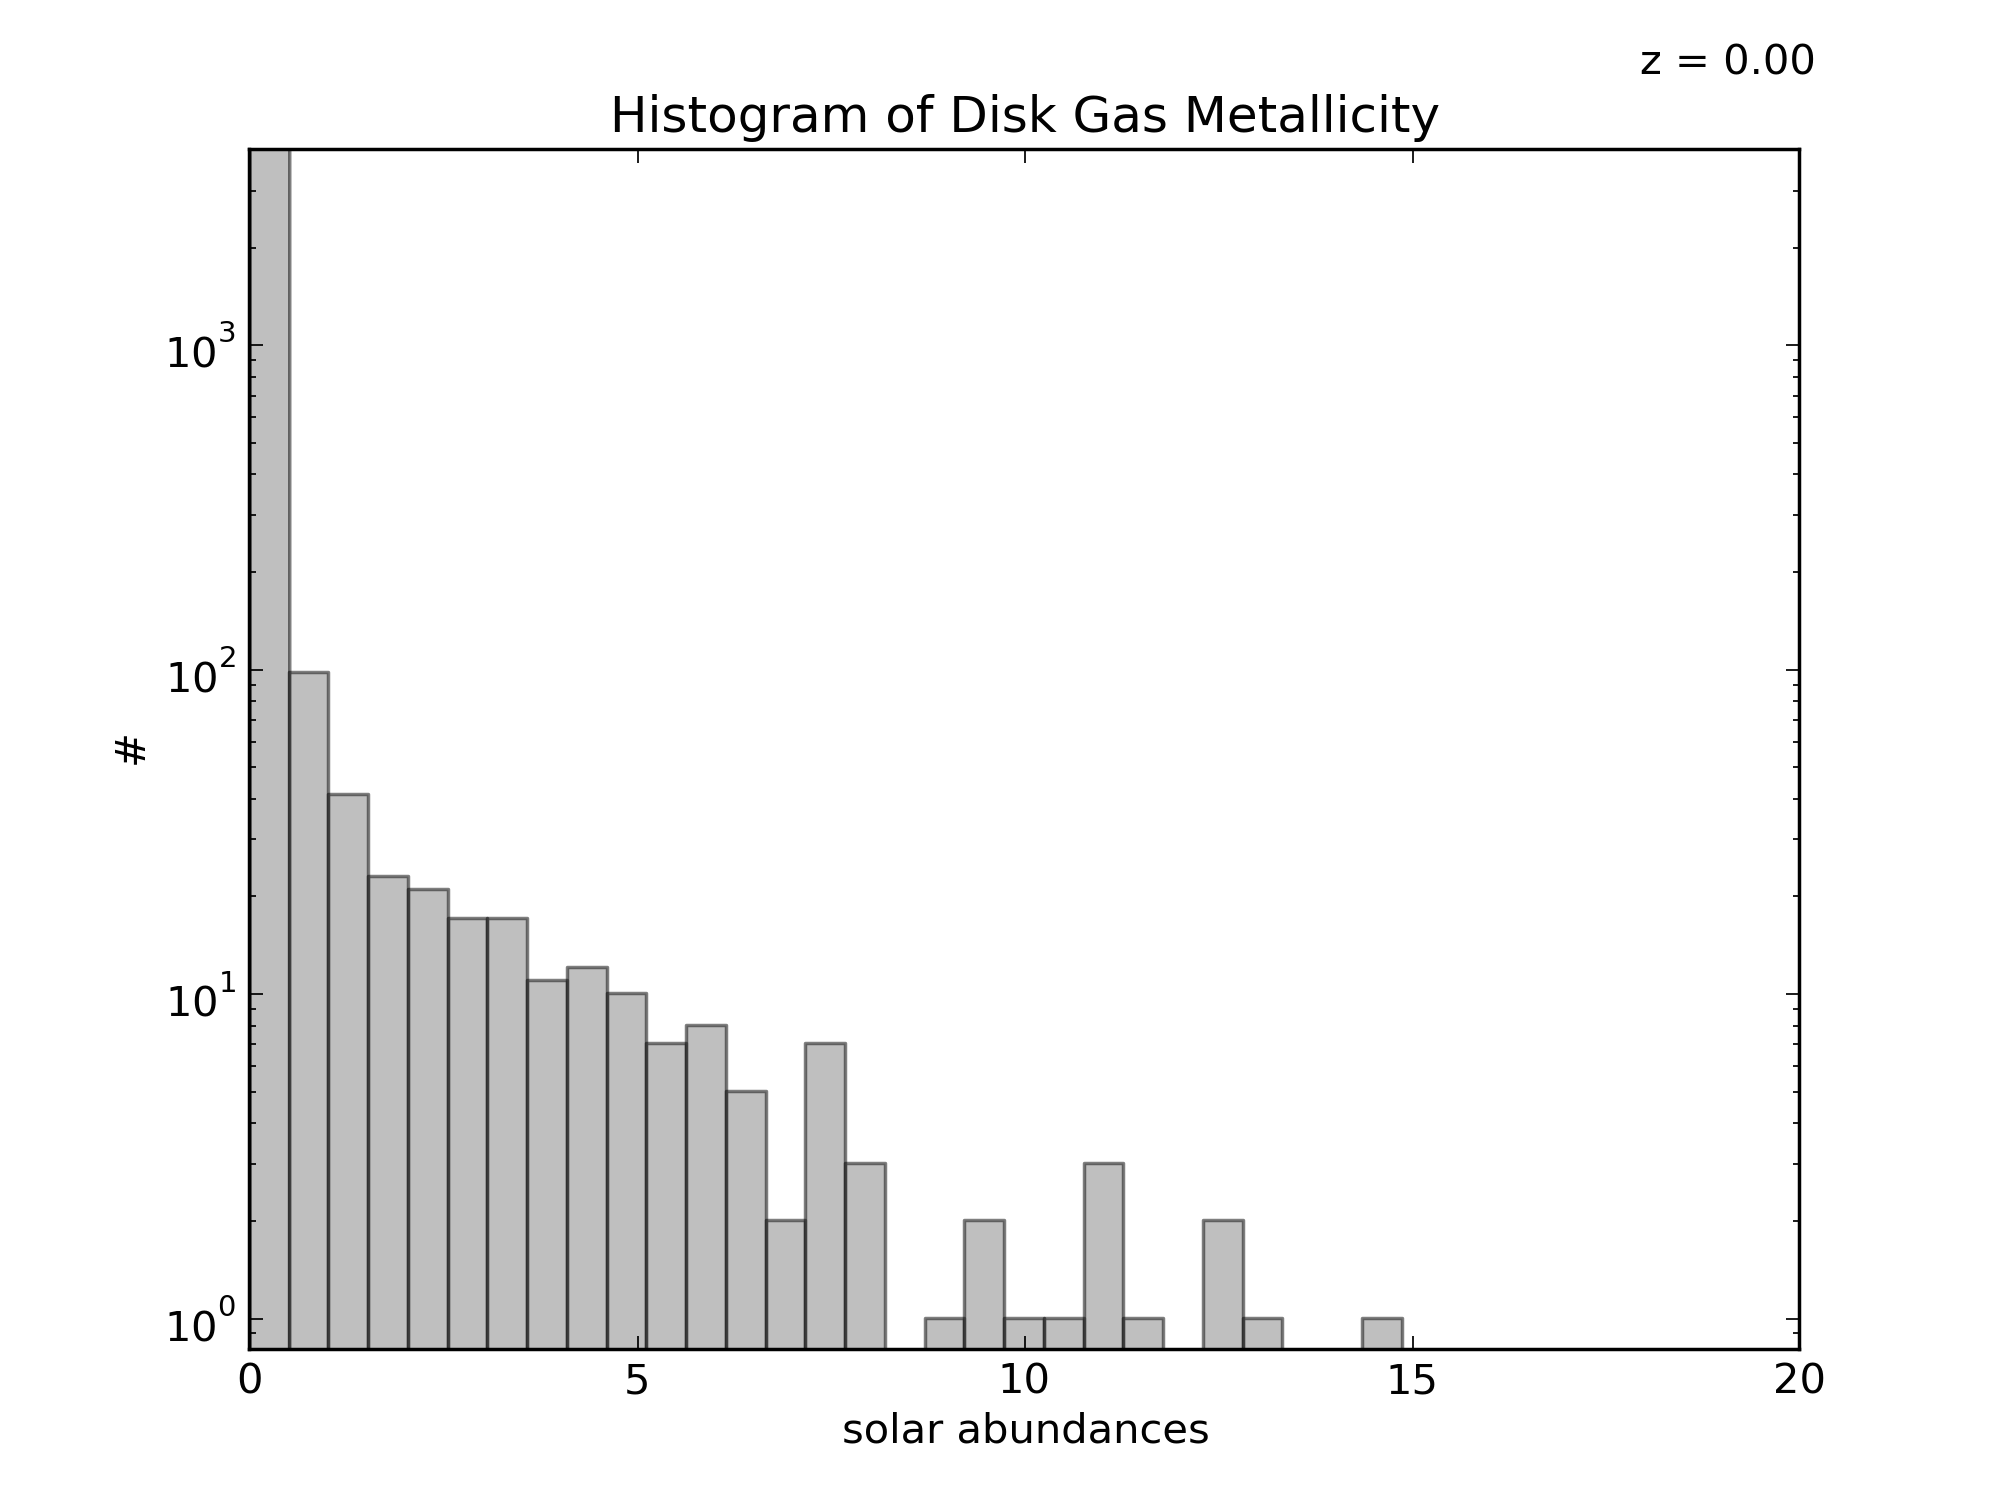 z = 0.00
Histogram of Disk Gas Metallicity
10³
10²
#
10¹
10⁰
0 5 10 15 20
solar abundances